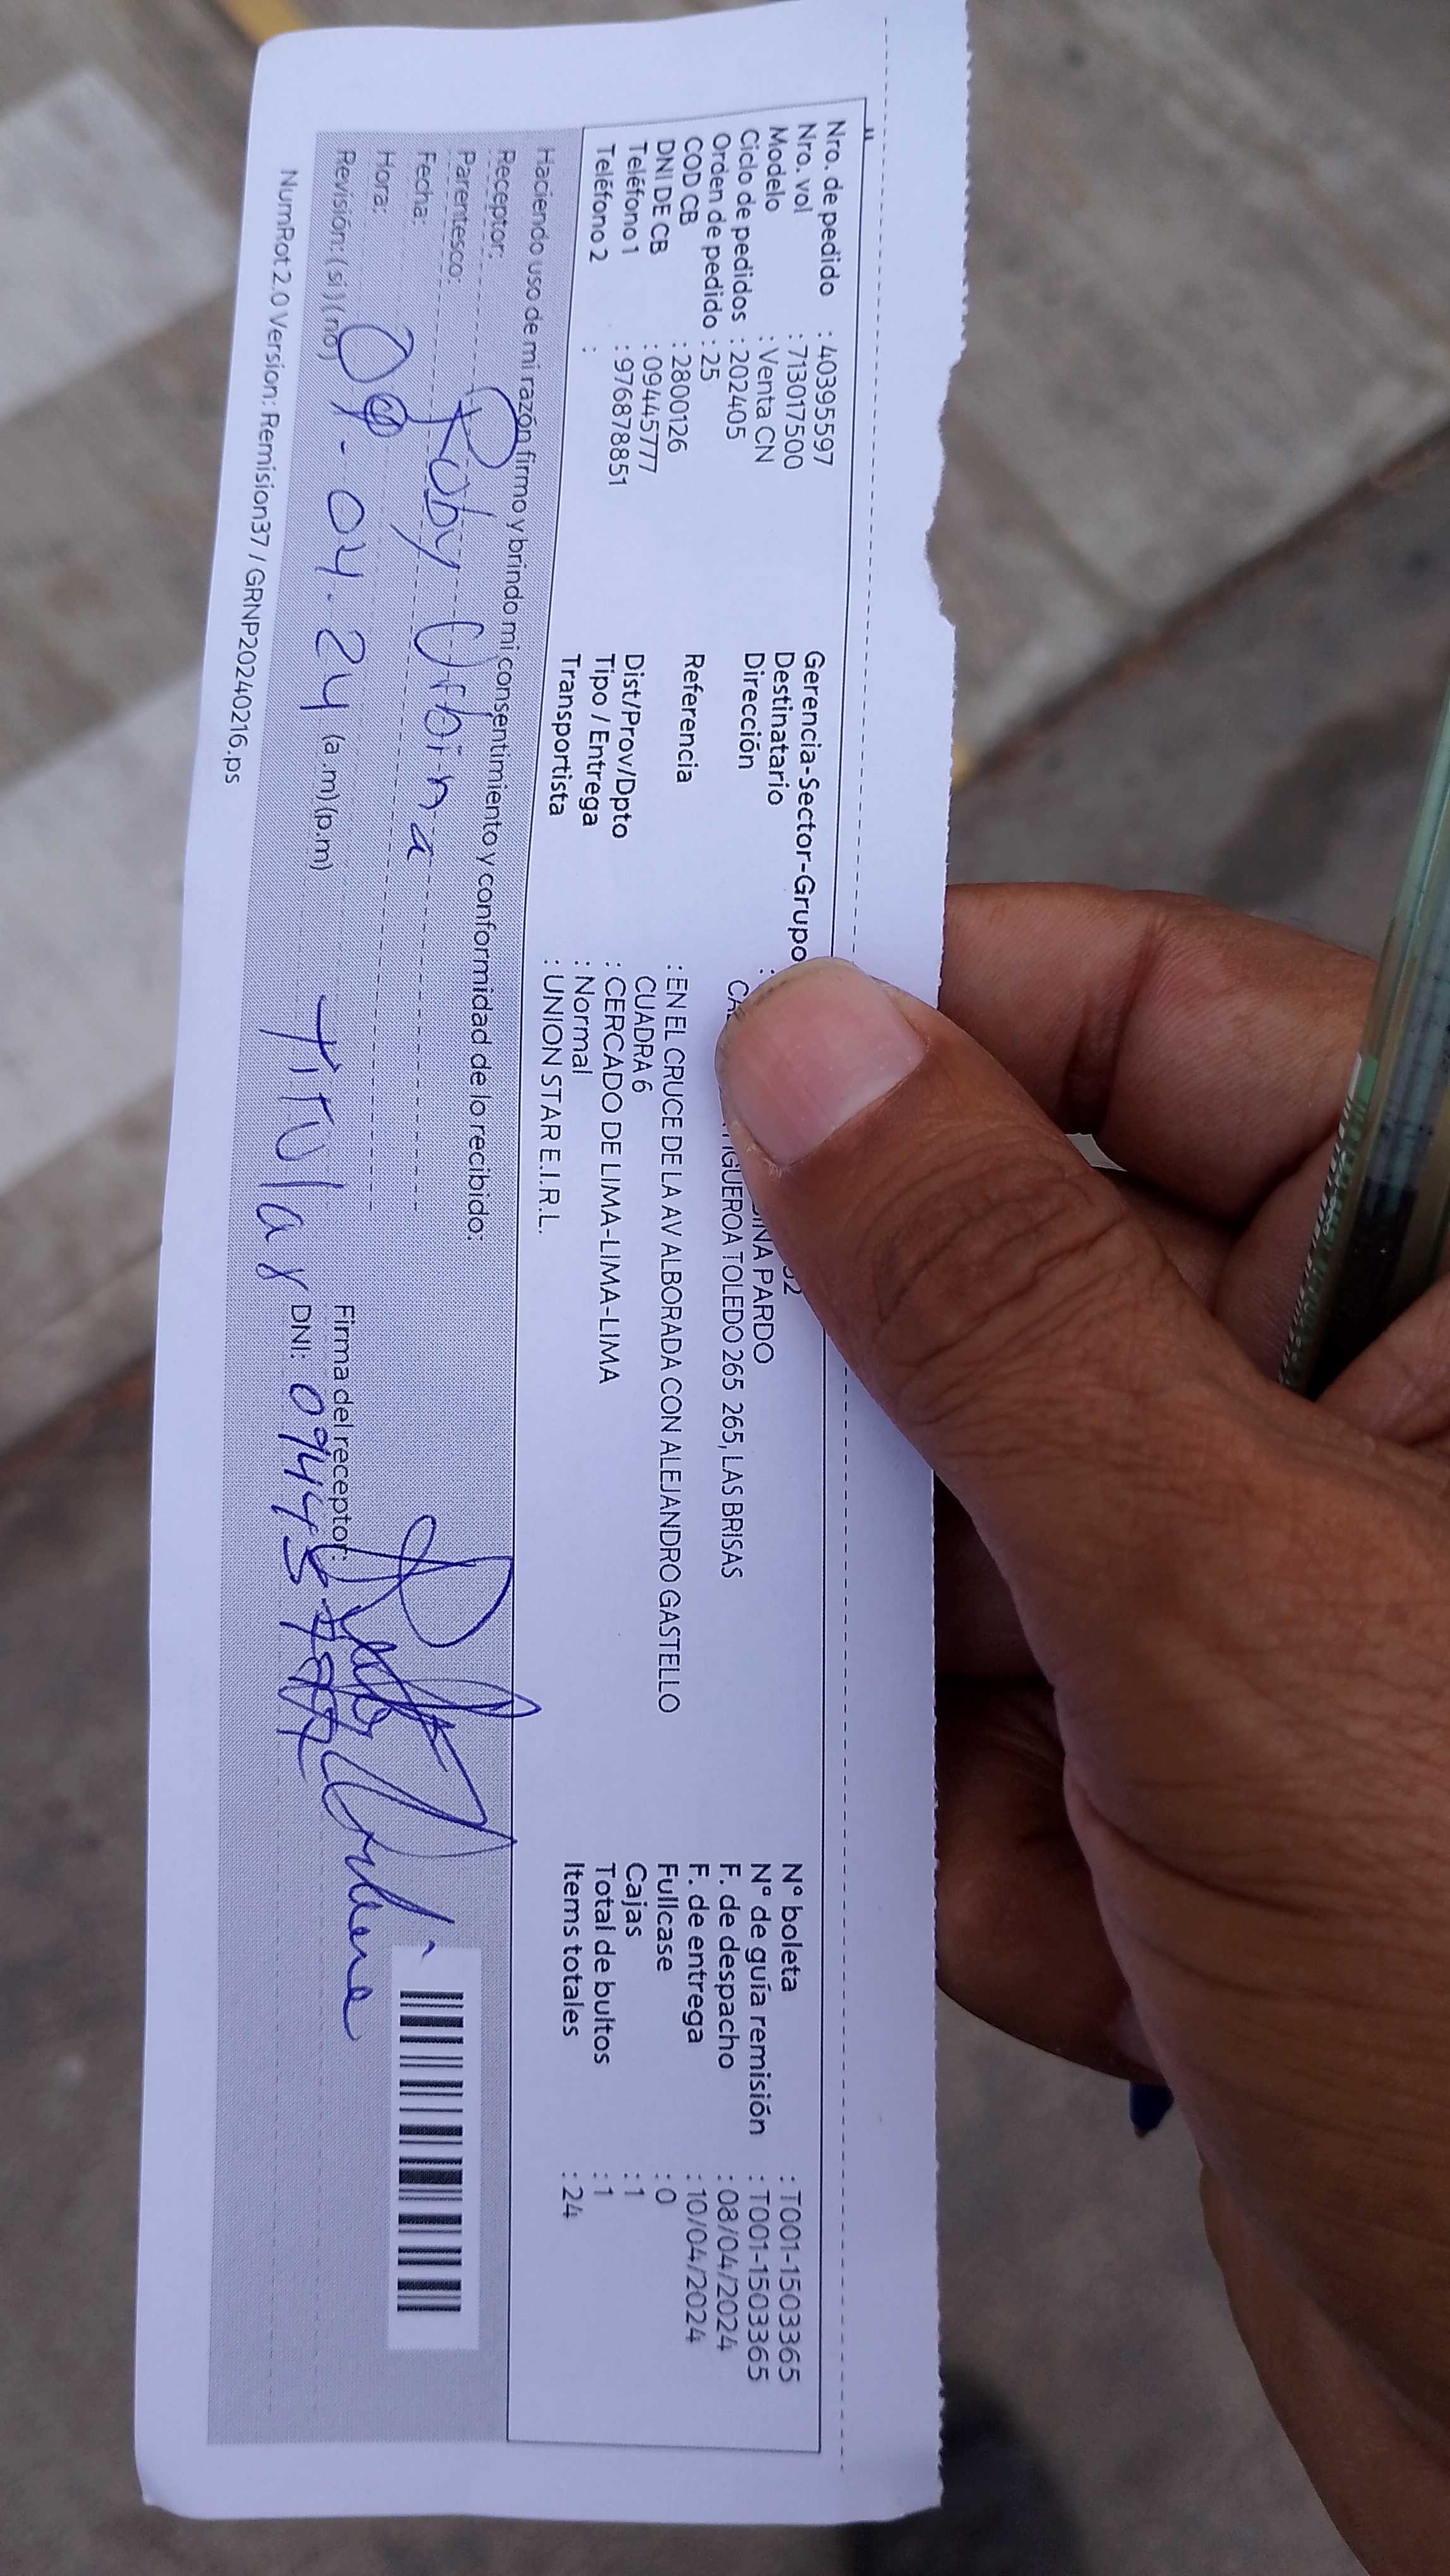 Nro. de pedido : 40395597
Nro. vol : 713017500
Modelo : Venta CN
Ciclo de pedidos : 202405
Orden de pedido : 25
COD CB : 2800126
DNI DE CB : 09445777
Teléfono 1 : 976878851
Teléfono 2 :
Gerencia-Sector-Grupo
Destinatario : PARDO
Dirección TOLEDO 265 265, LAS BRISAS
Referencia : EN EL CRUCE DE LA AV ALBORADA CON ALEJANDRO GASTELLO
CUADRA 6
Dist/Prov/Dpto : CERCADO DE LIMA-LIMA-LIMA
Tipo / Entrega : Normal
Transportista : UNION STAR E.I.R.L.
N° boleta : T001-1503365
N° de guía remisión : T001-1503365
F. de despacho : 08/04/2024
F. de entrega : 10/04/2024
Fullcase : 0
Cajas : 1
Total de bultos : 1
Items totales : 24
Haciendo uso de mi razón firmo y brindo mi consentimiento y conformidad de lo recibido:
Receptor:
Parentesco: Roby Urbina
Fecha:
Hora: 04.24
Revisión: (si) (no) (a.m) (p.m) Titular
Firma del receptor:
DNI:
NumRot 2.0 Version: Remision37 / GRNP20240216.ps